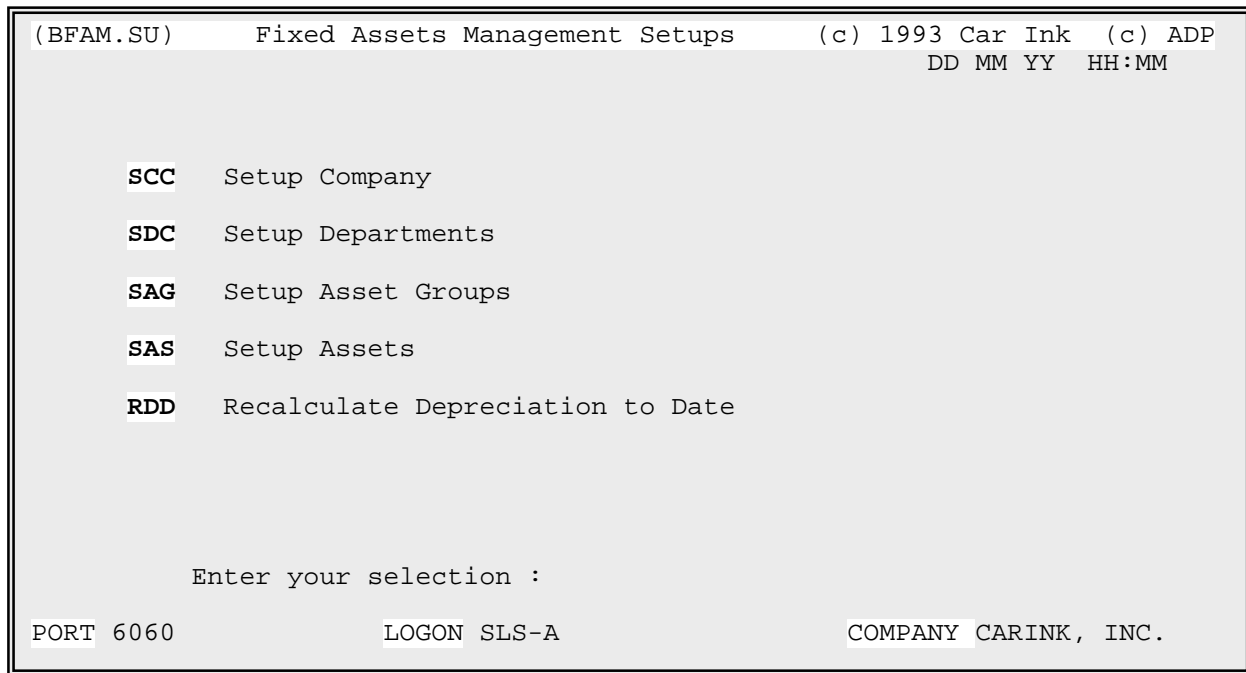 (BFAM.SU) Fixed Assets Management Setups (c) 1993 Car Ink (c) ADP
DD MM YY HH:MM
SCC Setup Company
SDC Setup Departments
SAG Setup Asset Groups
SAS Setup Assets
RDD Recalculate Depreciation to Date
Enter your selection :
PORT 6060 LOGON SLS-A COMPANY CARINK, INC.